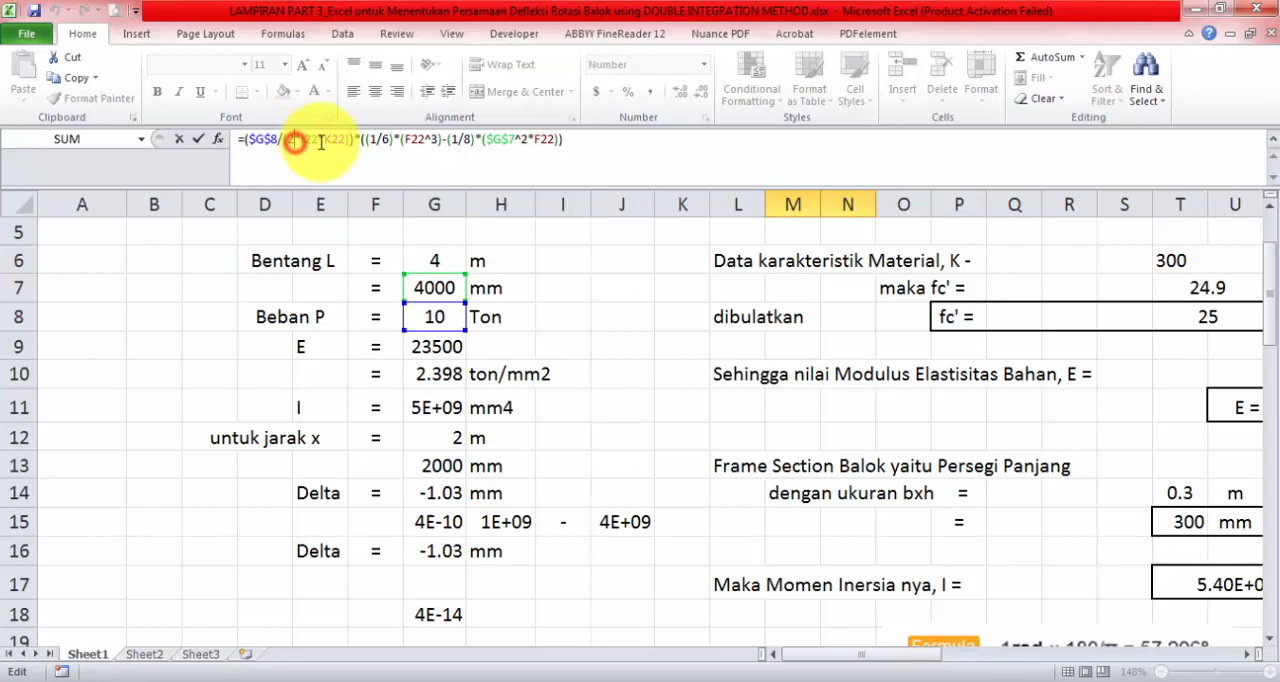 LAMPIRAN PART 3_Excel untuk Menentukan Persamaan Defleksi Rotasi Balok using DOUBLE INTEGRATION METHOD.xlsx - Microsoft Excel (Product Activation Failed)
File Home Insert Page Layout Formulas Data Review View Developer ABBYY FineReader 12 Nuance PDF Acrobat PDFelement
Cut 11 Wrap Text Number AutoSum
Copy Fill
Paste Format Painter B I U Merge & Center $ % , Conditional Formatting Format as Table Cell Styles Insert Delete Format Clear Sort & Filter Find & Select
Clipboard Font Alignment Number Styles Cells Editing
SUM fx =($G$8/ K22))*((1/6)*(F22^3)-(1/8)*($G$7^2*F22))
A B C D E F G H I J K L M N O P Q R S T U
5
6 Bentang L = 4 m Data karakteristik Material, K - 300
7 = 4000 mm maka fc' = 24.9
8 Beban P = 10 Ton dibulatkan fc' = 25
9 E = 23500
10 = 2.398 ton/mm2 Sehingga nilai Modulus Elastisitas Bahan, E =
11 I = 5E+09 mm4 E =
12 untuk jarak x = 2 m
13 2000 mm Frame Section Balok yaitu Persegi Panjang
14 Delta = -1.03 mm dengan ukuran bxh = 0.3 m
15 4E-10 1E+09 - 4E+09 = 300 mm
16 Delta = -1.03 mm
17 Maka Momen Inersia nya, I = 5.40E+0
18 4E-14
19 Formula
Sheet1 Sheet2 Sheet3
Edit 148%